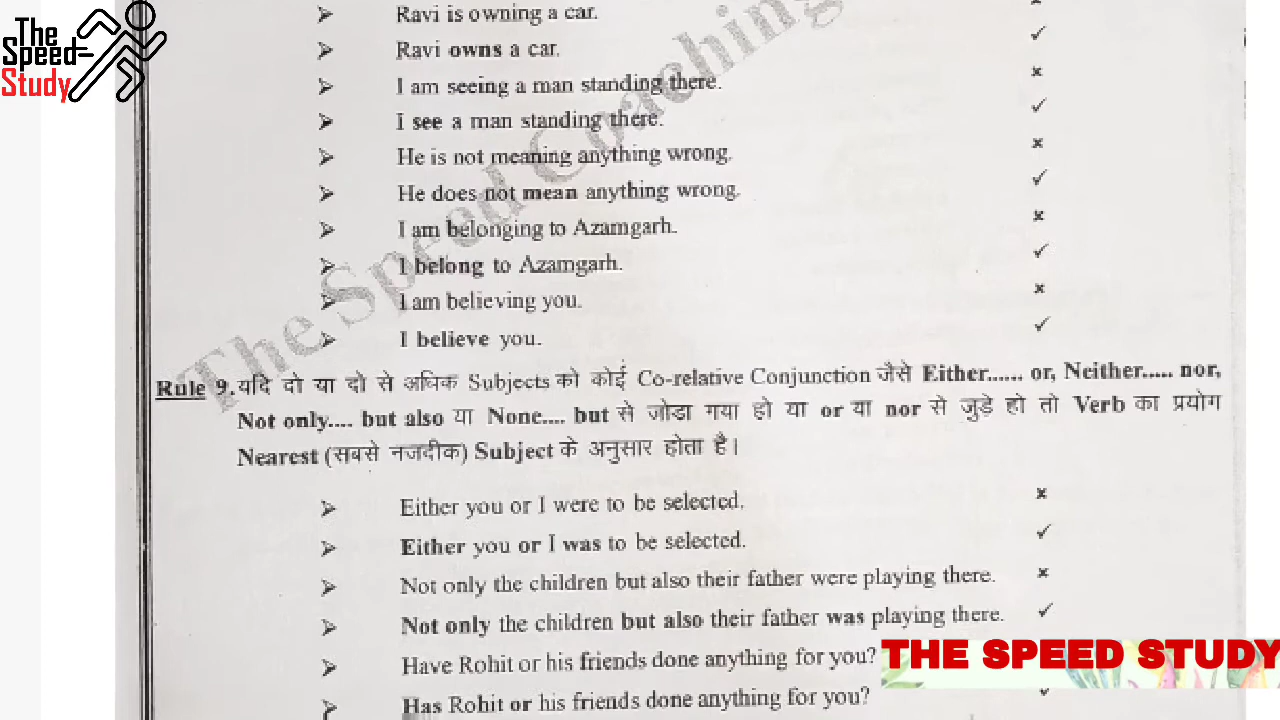 The
Speed
Study
Ravi is owning a car.
Ravi owns a car. ✓
I am seeing a man standing there. ×
I see a man standing there. ✓
He is not meaning anything wrong. ×
He does not mean anything wrong. ✓
I am belonging to Azamgarh. ×
I belong to Azamgarh. ✓
I am believing you. ×
I believe you. ✓
The Speed Coaching
Rule 9. यदि दो या दो से अधिक Subjects को कोई Co-relative Conjunction जैसे Either...... or, Neither..... nor,
Not only.... but also या None.... but से जोडा गया हो या or या nor से जुड़े हो तो Verb का प्रयोग
Nearest (सबसे नजदीक) Subject के अनुसार होता है।
Either you or I were to be selected. ×
Either you or I was to be selected. ✓
Not only the children but also their father were playing there. ×
Not only the children but also their father was playing there. ✓
Have Rohit or his friends done anything for you?
Has Rohit or his friends done anything for you? ✓
THE SPEED STUDY